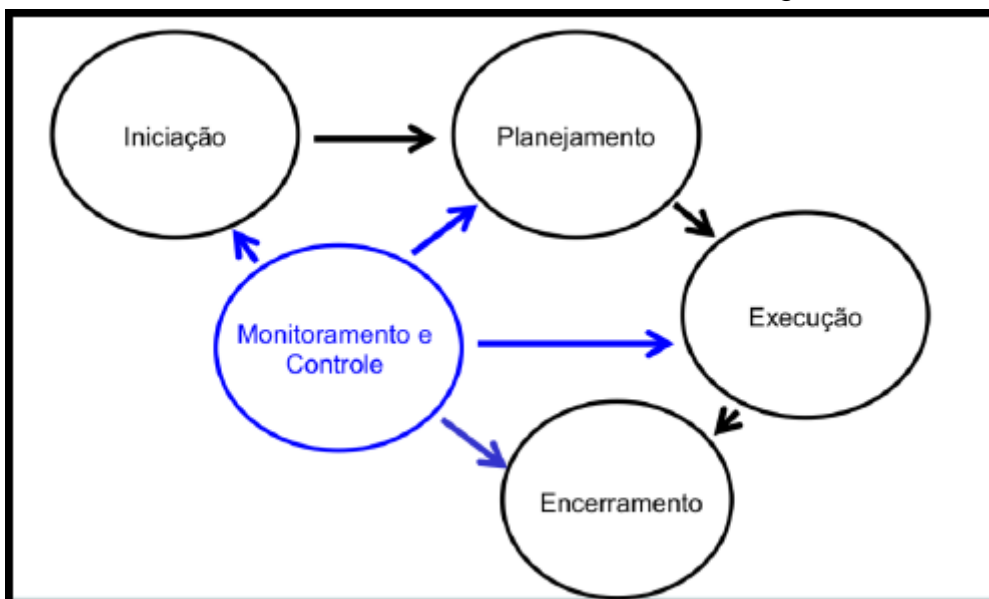 Iniciação
Planejamento
Execução
Monitoramento e
Controle
Encerramento